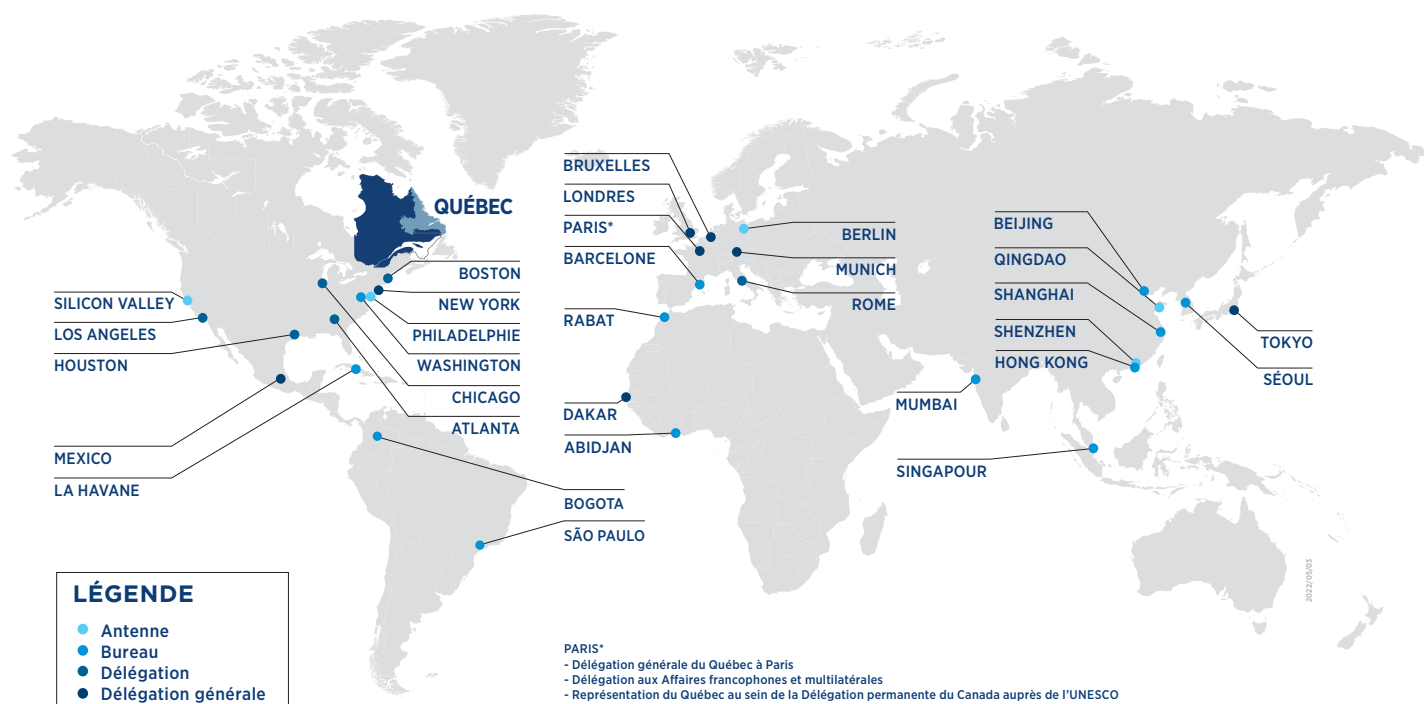 QUÉBEC
BOSTON
NEW YORK
PHILADELPHIE
WASHINGTON
CHICAGO
ATLANTA
SILICON VALLEY
LOS ANGELES
HOUSTON
MEXICO
LA HAVANE
BOGOTA
SÃO PAULO
BRUXELLES
LONDRES
PARIS*
BARCELONE
RABAT
DAKAR
ABIDJAN
BERLIN
MUNICH
ROME
BEIJING
QINGDAO
SHANGHAI
SHENZHEN
HONG KONG
MUMBAI
SINGAPOUR
TOKYO
SÉOUL
2022/05/03
LÉGENDE
Antenne
Bureau
Délégation
Délégation générale
PARIS*
- Délégation générale du Québec à Paris
- Délégation aux Affaires francophones et multilatérales
- Représentation du Québec au sein de la Délégation permanente du Canada auprès de l'UNESCO